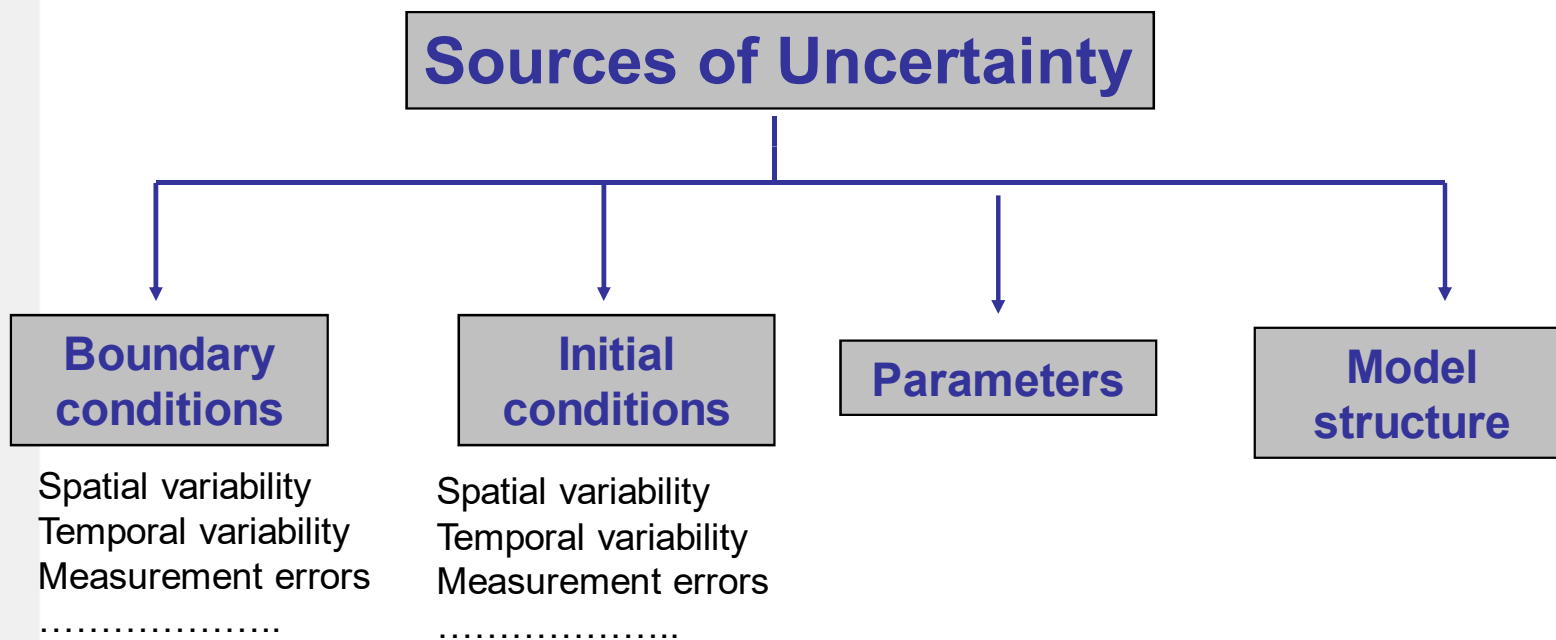 Sources of Uncertainty
Boundary
conditions
Initial
conditions
Parameters
Model
structure
Spatial variability
Temporal variability
Measurement errors
…………………..
Spatial variability
Temporal variability
Measurement errors
…………………..